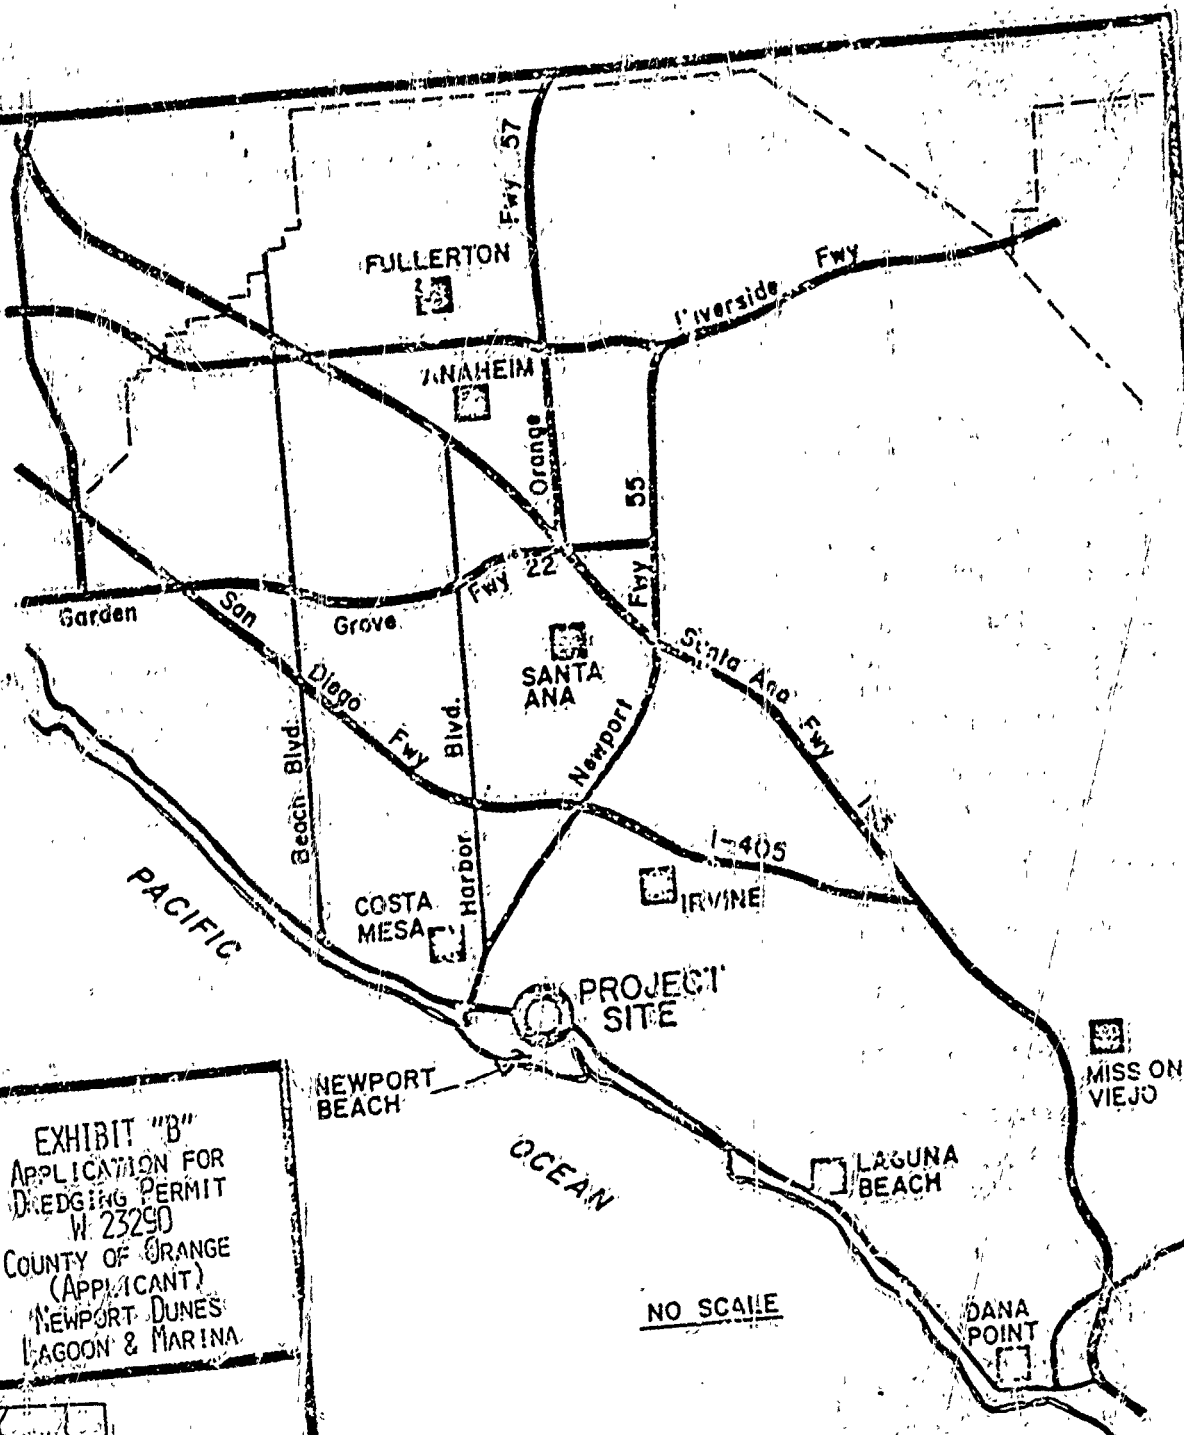 Fwy 57
FULLERTON
Riverside Fwy
ANAHEIM
Orange
Fwy 55
Fwy 22
Garden Grove
San Diego Fwy
SANTA
ANA
Santa Ana Fwy
Newport
Beach Blvd.
Harbor Blvd.
I-5
I-405
PACIFIC
COSTA
MESA
IRVINE
PROJECT
SITE
MISSION
VIEJO
NEWPORT
BEACH
OCEAN
LAGUNA
BEACH
NO SCALE
DANA
POINT
EXHIBIT "B"
APPLICATION FOR
DREDGING PERMIT
W 23290
COUNTY OF ORANGE
(APPLICANT)
NEWPORT DUNES
LAGOON & MARINA